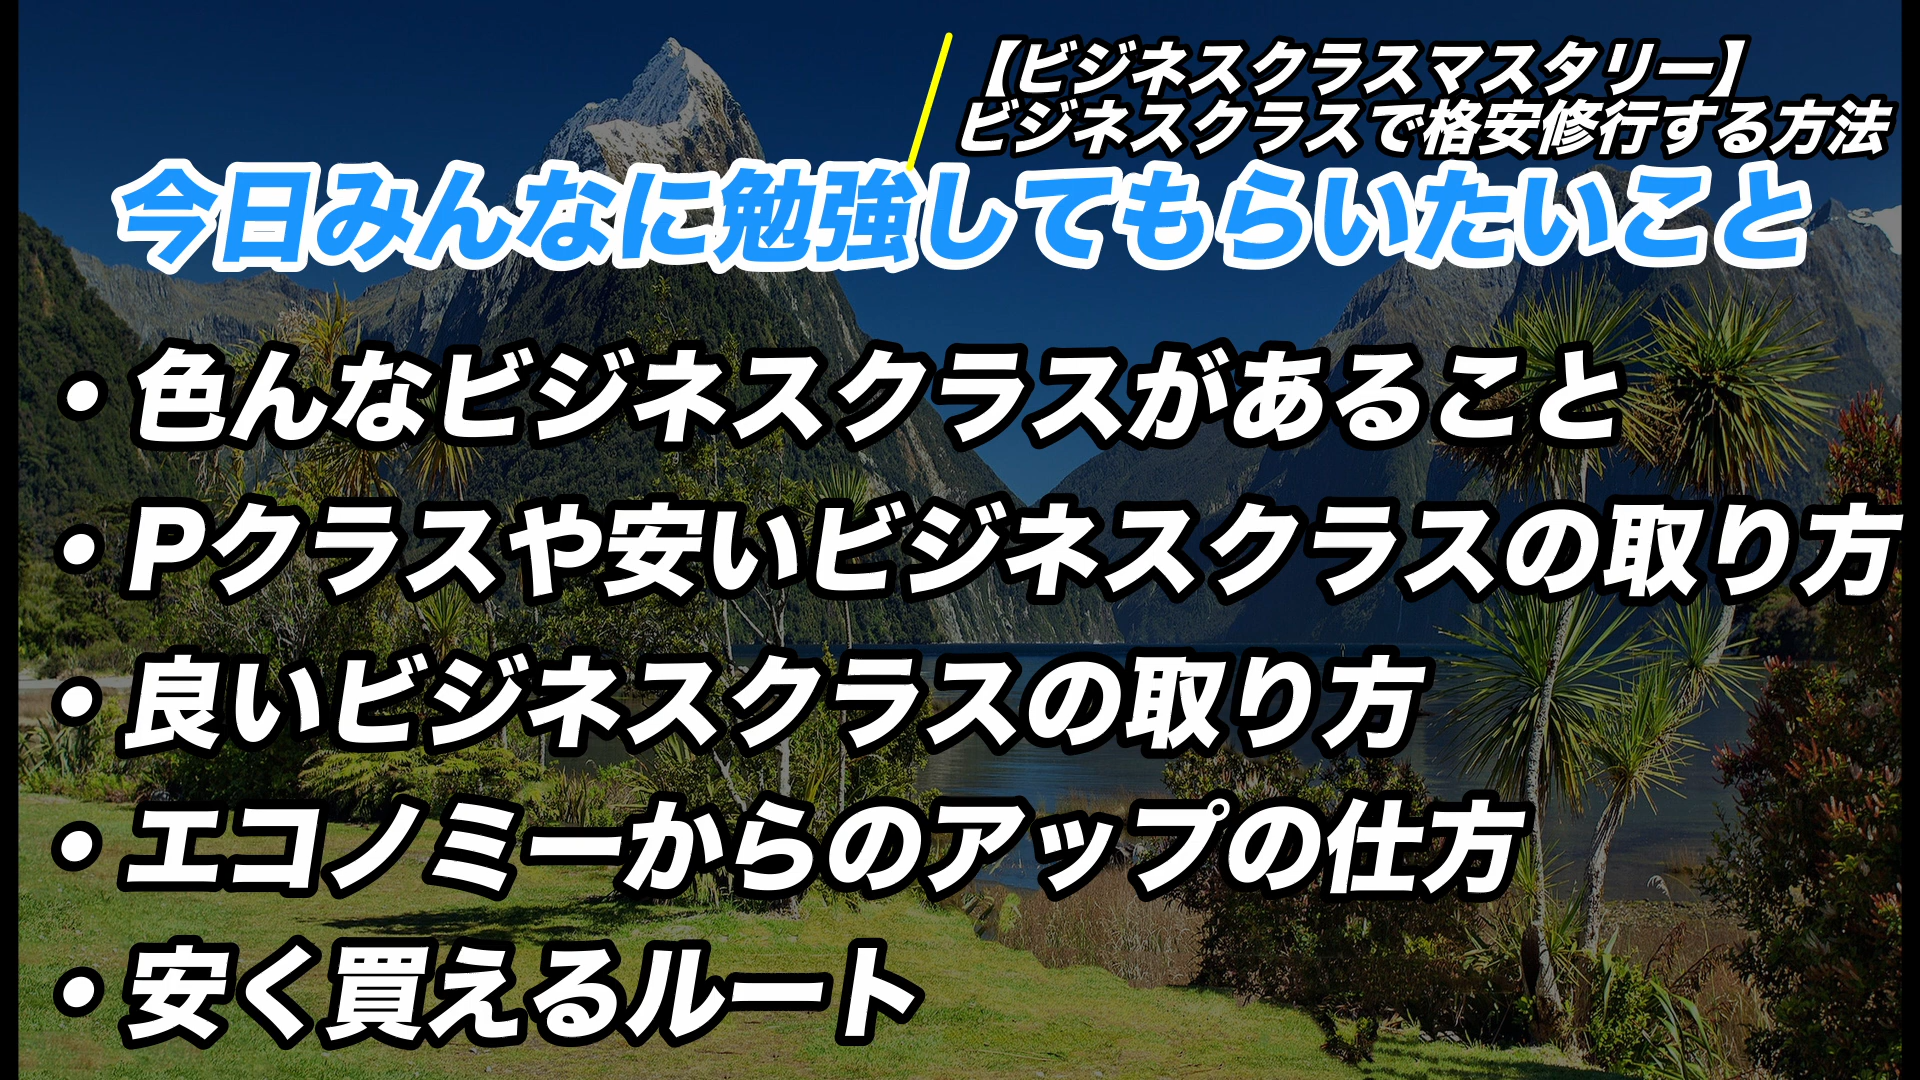 【ビジネスクラスマスタリー】
ビジネスクラスで格安修行する方法
今日みんなに勉強してもらいたいこと
・色んなビジネスクラスがあること
・Pクラスや安いビジネスクラスの取り方
・良いビジネスクラスの取り方
・エコノミーからのアップの仕方
・安く買えるルート